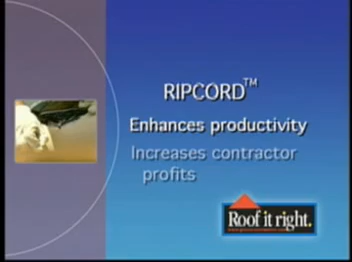 RIPCORD™
Enhances productivity
Increases contractor
profits
Roof it right.